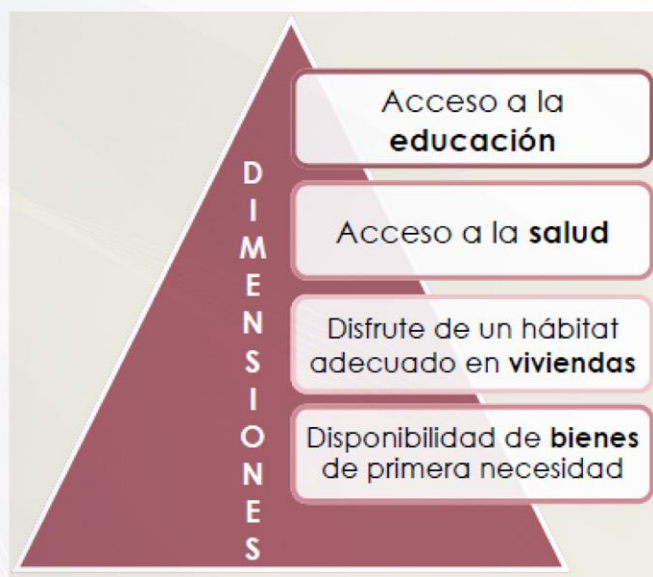 DIMENSIONES
Acceso a la
educación
Acceso a la salud
Disfrute de un hábitat
adecuado en viviendas
Disponibilidad de bienes
de primera necesidad